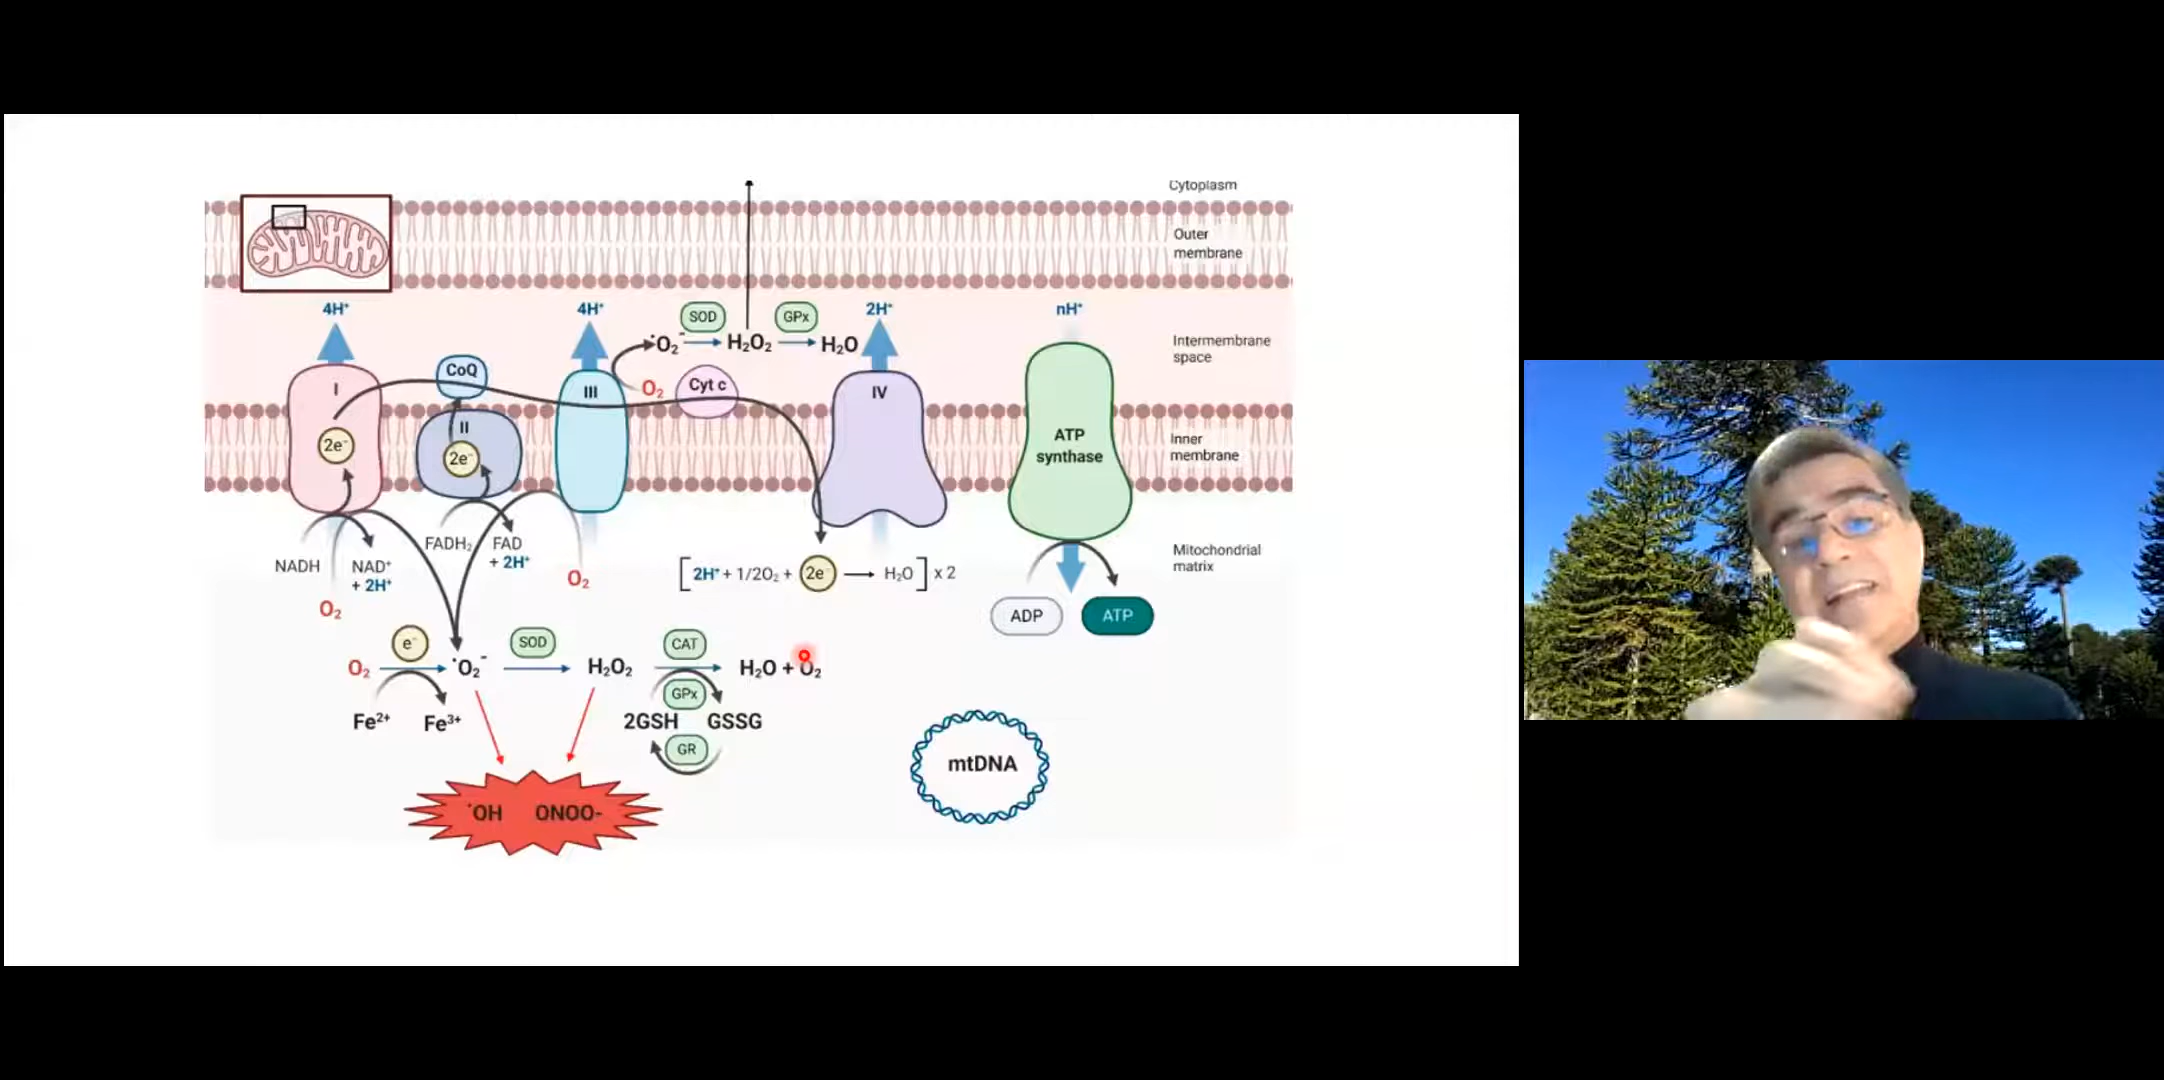 Cytoplasm
Outer
membrane
4H⁺
4H⁺
SOD
GPx
2H⁺
nH⁺
˙O₂⁻
H₂O₂
H₂O
Intermembrane
space
I
CoQ
III
O₂
Cyt c
IV
II
2e⁻
2e⁻
ATP
synthase
Inner
membrane
NADH
NAD⁺
+ 2H⁺
FADH₂
FAD
+ 2H⁺
O₂
O₂
[2H⁺ + 1/2O₂ + 2e⁻ → H₂O] x 2
Mitochondrial
matrix
ADP
ATP
e⁻
SOD
CAT
O₂
˙O₂⁻
H₂O₂
H₂O + O₂
GPx
Fe²⁺
Fe³⁺
2GSH
GSSG
GR
mtDNA
˙OH
ONOO-